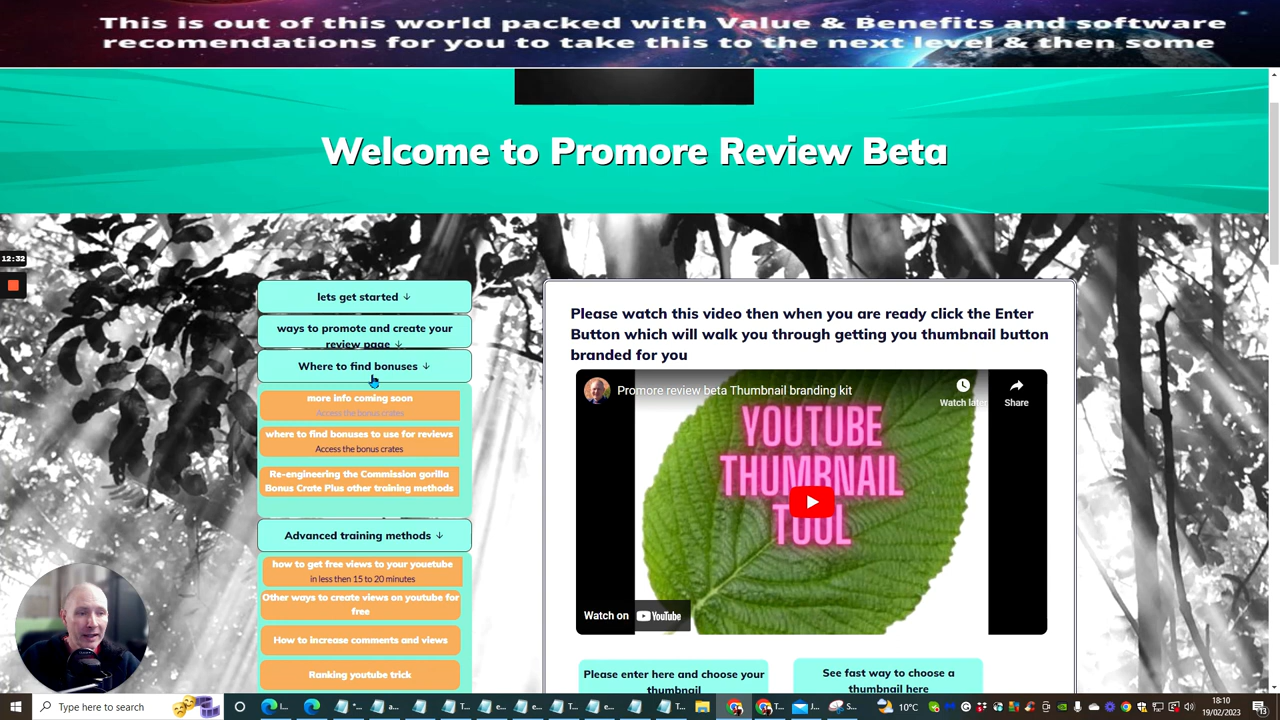 This is out of this world packed with Value & Benefits and software
recomendations for you to take this to the next level & then some
Welcome to Promore Review Beta
12:32
lets get started ↓
ways to promote and create your
review page ↓
Where to find bonuses ↓
more info coming soon
Access the bonus crates
where to find bonuses to use for reviews
Access the bonus crates
Re-engineering the Commission gorilla
Bonus Crate Plus other training methods
Advanced training methods ↓
how to get free views to your youetube
in less then 15 to 20 minutes
Other ways to create views on youtube for
free
How to increase comments and views
Ranking youtube trick
Please watch this video then when you are ready click the Enter
Button which will walk you through getting you thumbnail button
branded for you
Promore review beta Thumbnail branding kit
Watch later
Share
YOUTUBE
THUMBNAIL
TOOL
Watch on YouTube
Please enter here and choose your
thumbnail
See fast way to choose a
thumbnail here
Type here to search
10°C
18:10
19/02/2023